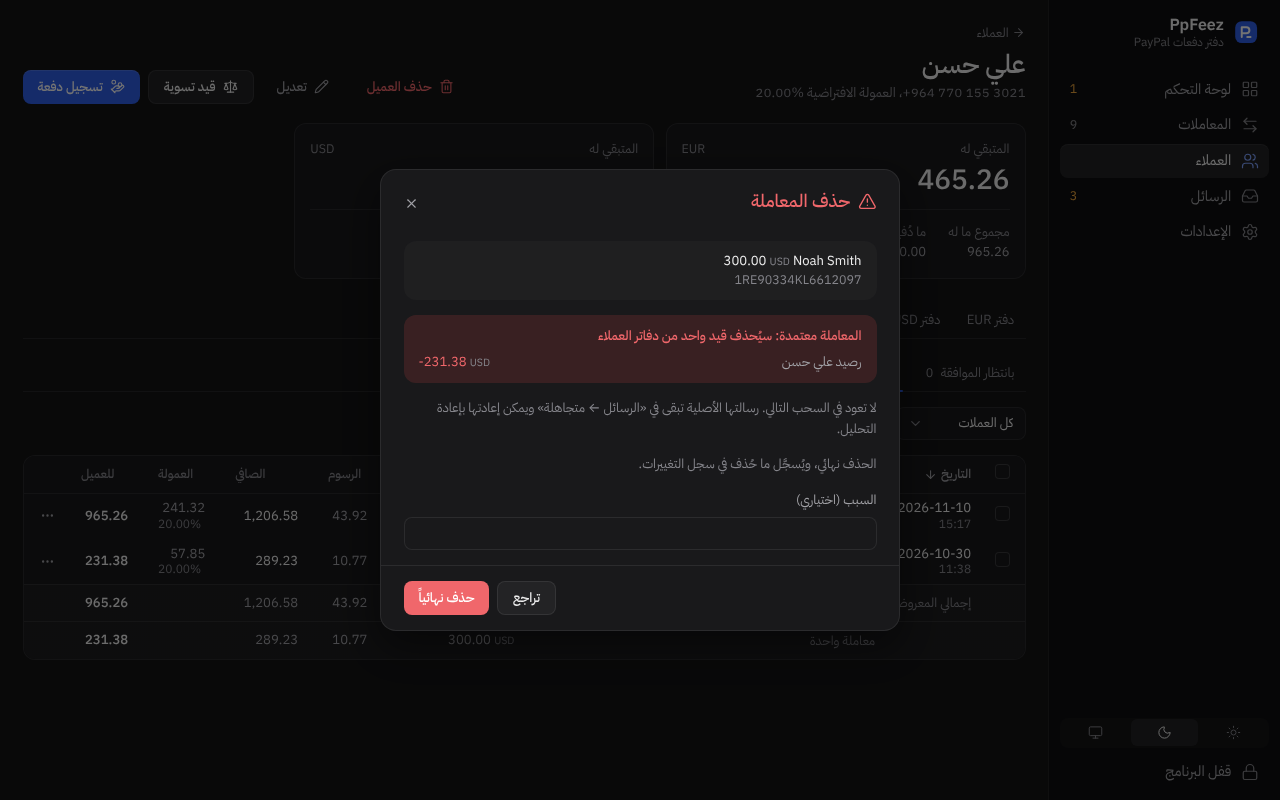 PpFeez
دفتر دفعات PayPal
لوحة التحكم 1
المعاملات 9
العملاء
الرسائل 3
الإعدادات
قفل البرنامج
→ العملاء
علي حسن
+964 770 155 3021، العمولة الافتراضية 20.00%
حذف العميل
تعديل
قيد تسوية
تسجيل دفعة
المتبقي له EUR
465.26
مجموع ما له
965.26
المتبقي له USD
دفتر EUR
بانتظار الموافقة 0
كل العملات
حذف المعاملة
300.00 USD Noah Smith
1RE90334KL6612097
المعاملة معتمدة: سيُحذف قيد واحد من دفاتر العملاء
رصيد علي حسن -231.38 USD
لا تعود في السحب التالي. رسالتها الأصلية تبقى في «الرسائل ← متجاهلة» ويمكن إعادتها بإعادة
التحليل.
الحذف نهائي، ويُسجَّل ما حُذف في سجل التغييرات.
السبب (اختياري)
تراجع
حذف نهائياً
التاريخ ↓ الرسوم الصافي العمولة للعميل
2026-11-10 43.92 1,206.58 241.32 965.26
15:17 20.00%
2026-10-30 10.77 289.23 57.85 231.38
11:38 20.00%
إجمالي المعروض 43.92 1,206.58 965.26
معاملة واحدة 300.00 USD 10.77 289.23 231.38